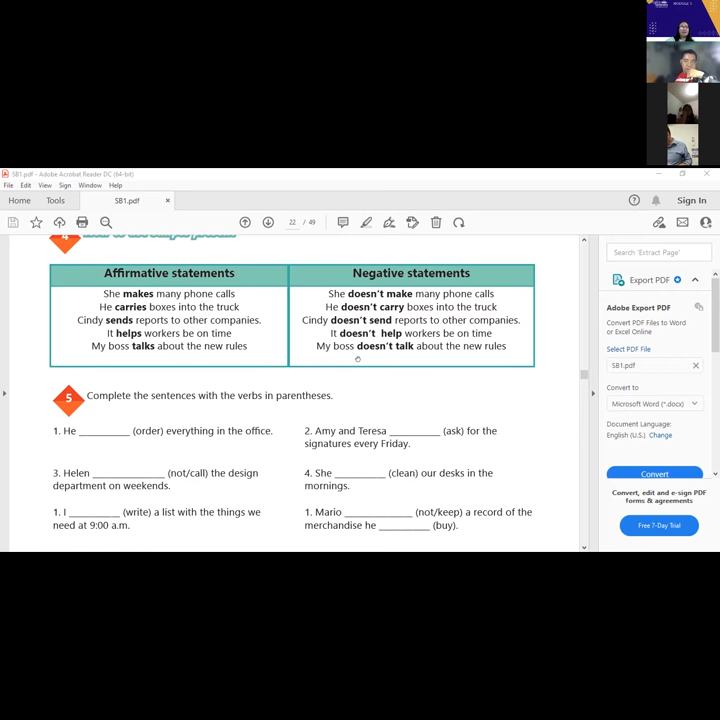 MODULE 1
SB1.pdf - Adobe Acrobat Reader DC (64-bit)
File Edit View Sign Window Help
Home Tools SB1.pdf × Sign In
22 / 49
4 How to use simple present
Affirmative statements
She makes many phone calls
He carries boxes into the truck
Cindy sends reports to other companies.
It helps workers be on time
My boss talks about the new rules
Negative statements
She doesn't make many phone calls
He doesn't carry boxes into the truck
Cindy doesn't send reports to other companies.
It doesn't help workers be on time
My boss doesn't talk about the new rules
5 Complete the sentences with the verbs in parentheses.
1. He __________ (order) everything in the office.
2. Amy and Teresa __________ (ask) for the
signatures every Friday.
3. Helen ______________ (not/call) the design
department on weekends.
4. She __________ (clean) our desks in the
mornings.
1. I __________ (write) a list with the things we
need at 9:00 a.m.
1. Mario _____________ (not/keep) a record of the
merchandise he __________ (buy).
Search 'Extract Page'
Export PDF
Adobe Export PDF
Convert PDF Files to Word
or Excel Online
Select PDF File
SB1.pdf
Convert to
Microsoft Word (*.docx)
Document Language:
English (U.S.) Change
Convert
Convert, edit and e-sign PDF
forms & agreements
Free 7-Day Trial